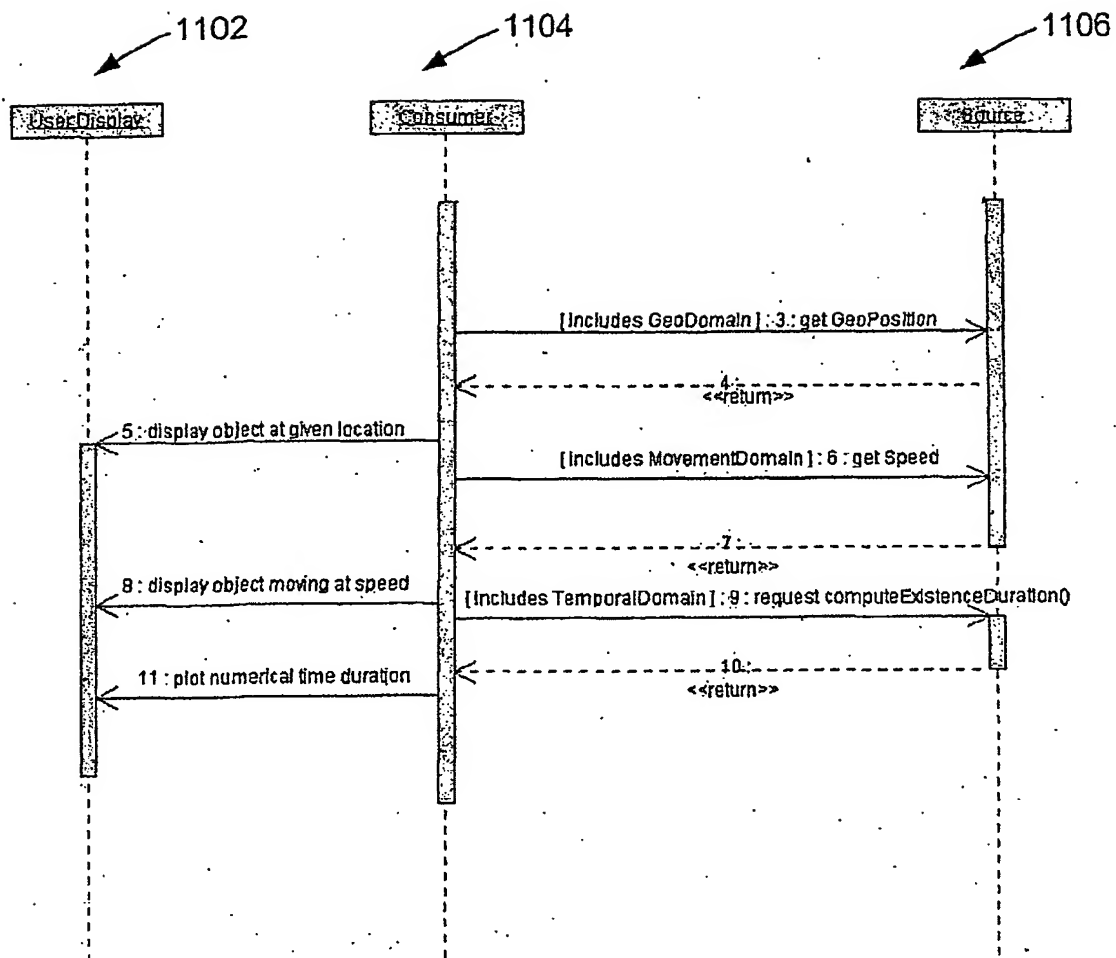 1102
1104
1106
UserDisplay
Consumer
Source
[Includes GeoDomain] : 3 : get GeoPosition
4 :
<<return>>
5 : display object at given location
[Includes MovementDomain] : 6 : get Speed
7 :
<<return>>
8 : display object moving at speed
[Includes TemporalDomain] : 9 : request computeExistenceDuration()
10 :
<<return>>
11 : plot numerical time duration